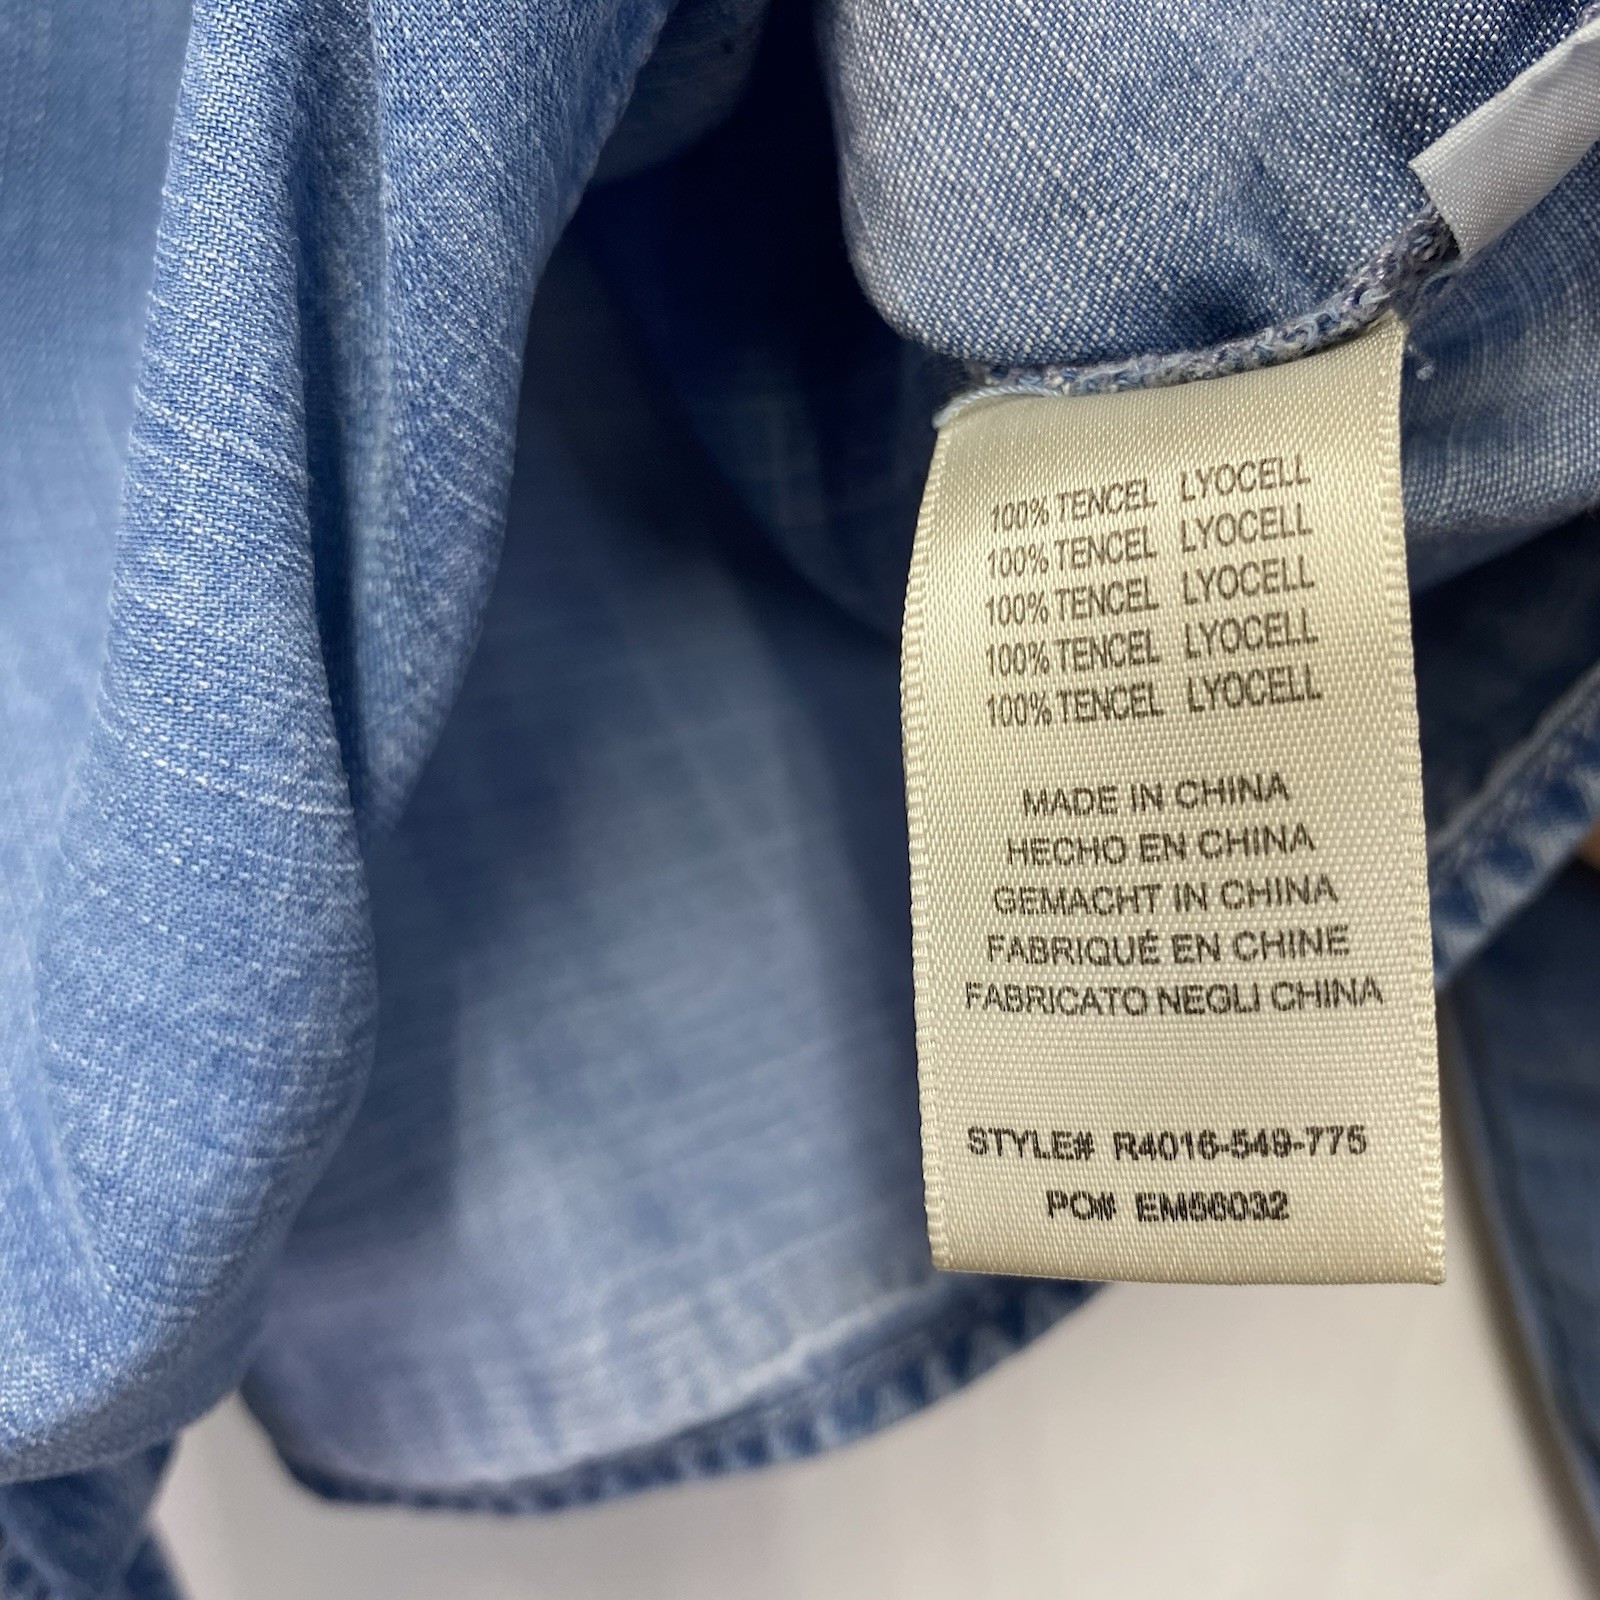 100% TENCEL LYOCELL
100% TENCEL LYOCELL
100% TENCEL LYOCELL
100% TENCEL LYOCELL
100% TENCEL LYOCELL
MADE IN CHINA
HECHO EN CHINA
GEMACHT IN CHINA
FABRIQUÉ EN CHINE
FABRICATO NEGLI CHINA
STYLE# R4016-549-775
PO# EM56032